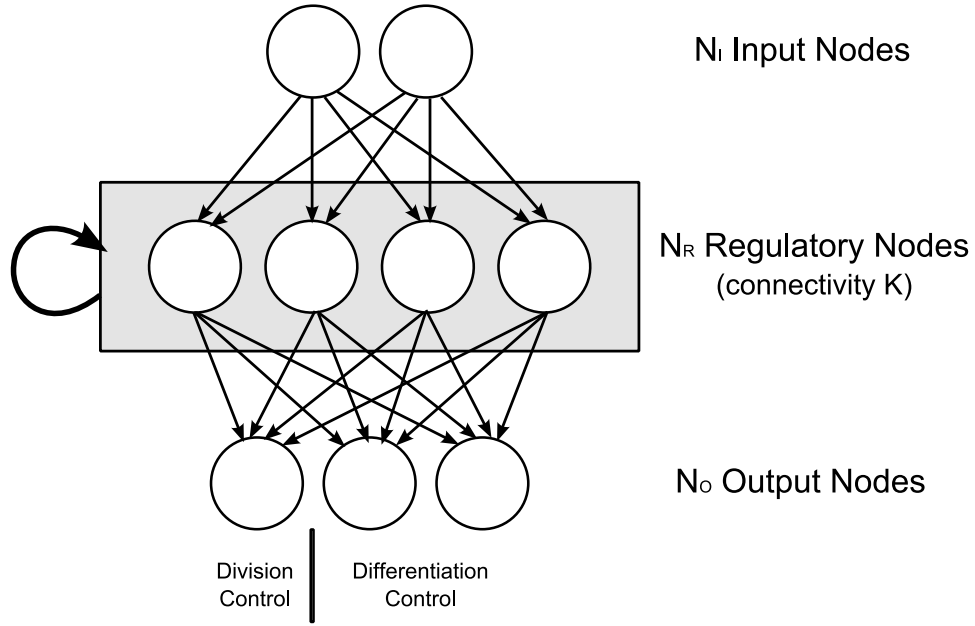 NI Input Nodes
NR Regulatory Nodes
(connectivity K)
NO Output Nodes
Division
Control
Differentiation
Control